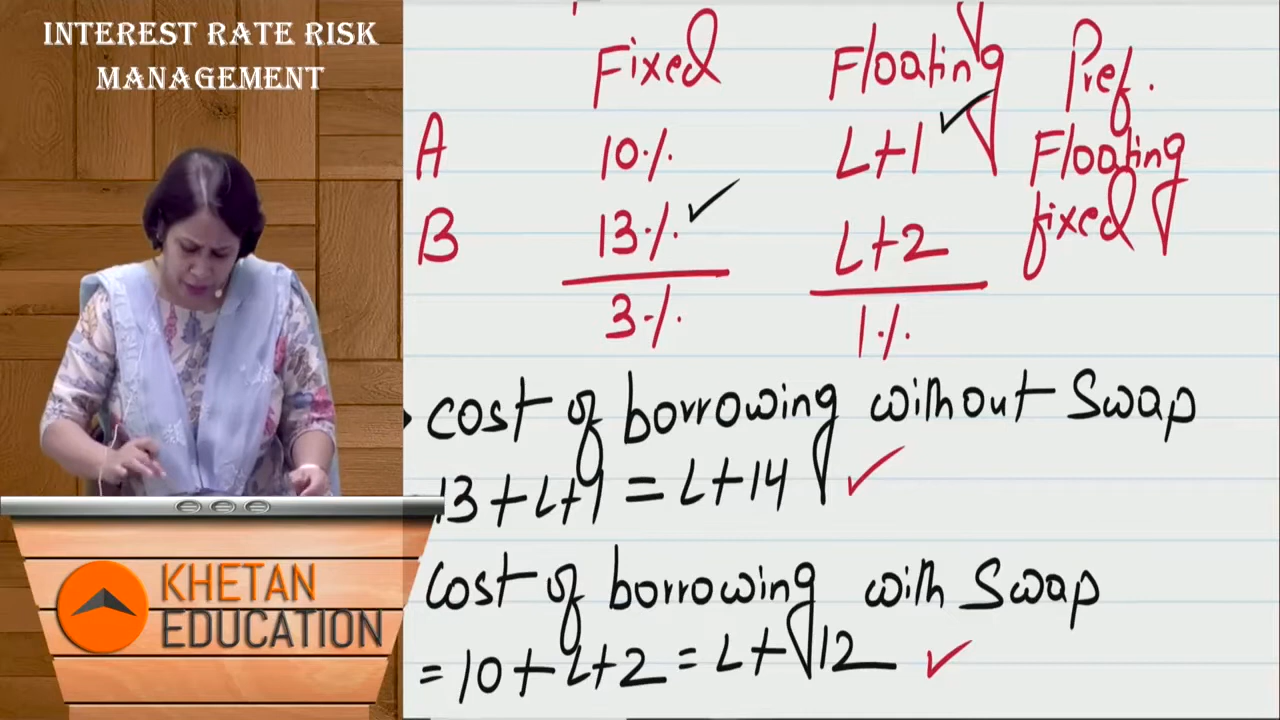 INTEREST RATE RISK
MANAGEMENT
Fixed Floating Pref.
A 10% L+1 ✓ Floating
B 13% ✓ L+2 fixed
3% 1%
cost of borrowing without Swap
13+L+1 = L+14 ✓
cost of borrowing with Swap
= 10+L+2 = L+12 ✓
KHETAN
EDUCATION